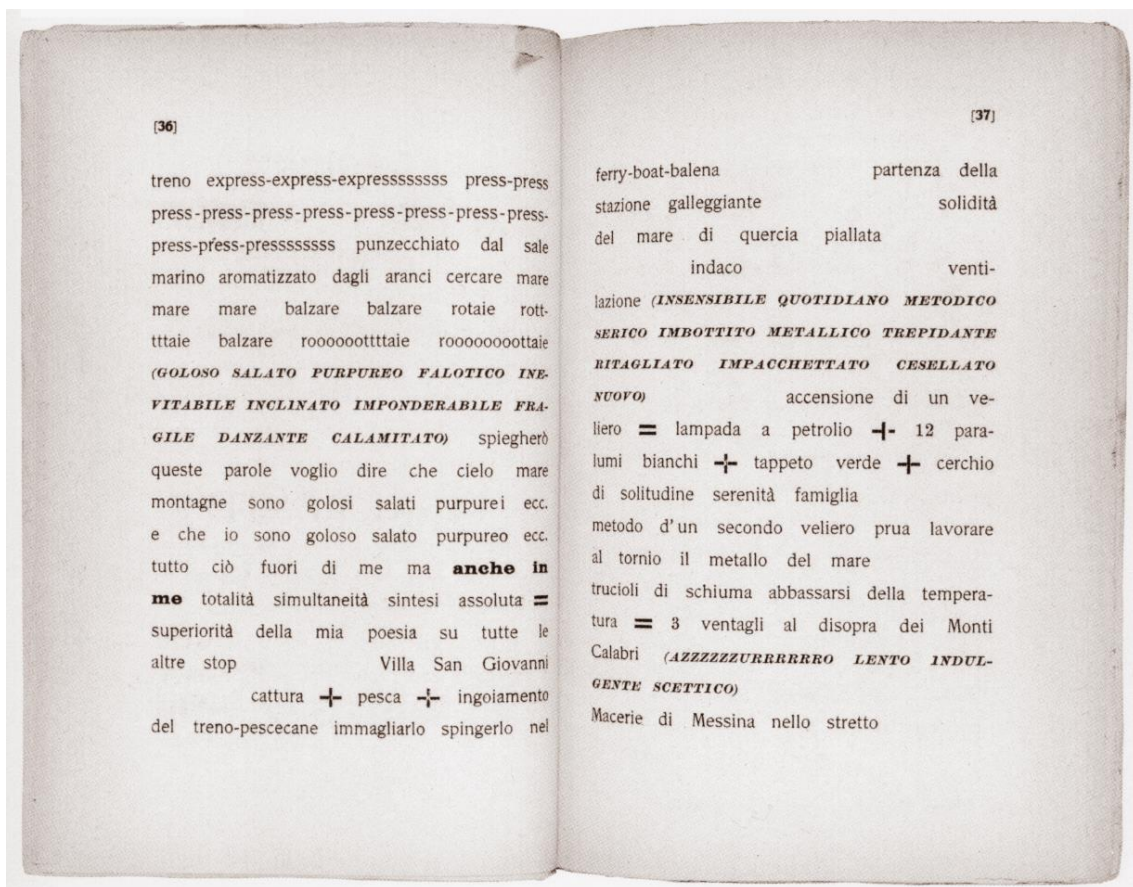 [36]
treno express-express-expresssssssss press-press
press-press-press-press-press-press-press-press-
press-press-pressssssssss punzecchiato dal sale
marino aromatizzato dagli aranci cercare mare
mare mare balzare balzare rotaie rott-
tttaie balzare roooooottttaie roooooooottaie
(GOLOSO SALATO PURPUREO FALOTICO INE-
VITABILE INCLINATO IMPONDERABILE FRA-
GILE DANZANTE CALAMITATO) spiegherò
queste parole voglio dire che cielo mare
montagne sono golosi salati purpurei ecc.
e che io sono goloso salato purpureo ecc.
tutto ciò fuori di me ma anche in
me totalità simultaneità sintesi assoluta =
superiorità della mia poesia su tutte le
altre stop Villa San Giovanni
cattura + pesca + ingoiamento
del treno-pescecane immagliarlo spingerlo nel
[37]
ferry-boat-balena partenza della
stazione galleggiante solidità
del mare di quercia piallata
indaco venti-
lazione (INSENSIBILE QUOTIDIANO METODICO
SERICO IMBOTTITO METALLICO TREPIDANTE
RITAGLIATO IMPACCHETTATO CESELLATO
NUOVO) accensione di un ve-
liero = lampada a petrolio + 12 para-
lumi bianchi + tappeto verde + cerchio
di solitudine serenità famiglia
metodo d'un secondo veliero prua lavorare
al tornio il metallo del mare
trucioli di schiuma abbassarsi della tempera-
tura = 3 ventagli al disopra dei Monti
Calabri (AZZZZZZURRRRRRO LENTO INDUL-
GENTE SCETTICO)
Macerie di Messina nello stretto